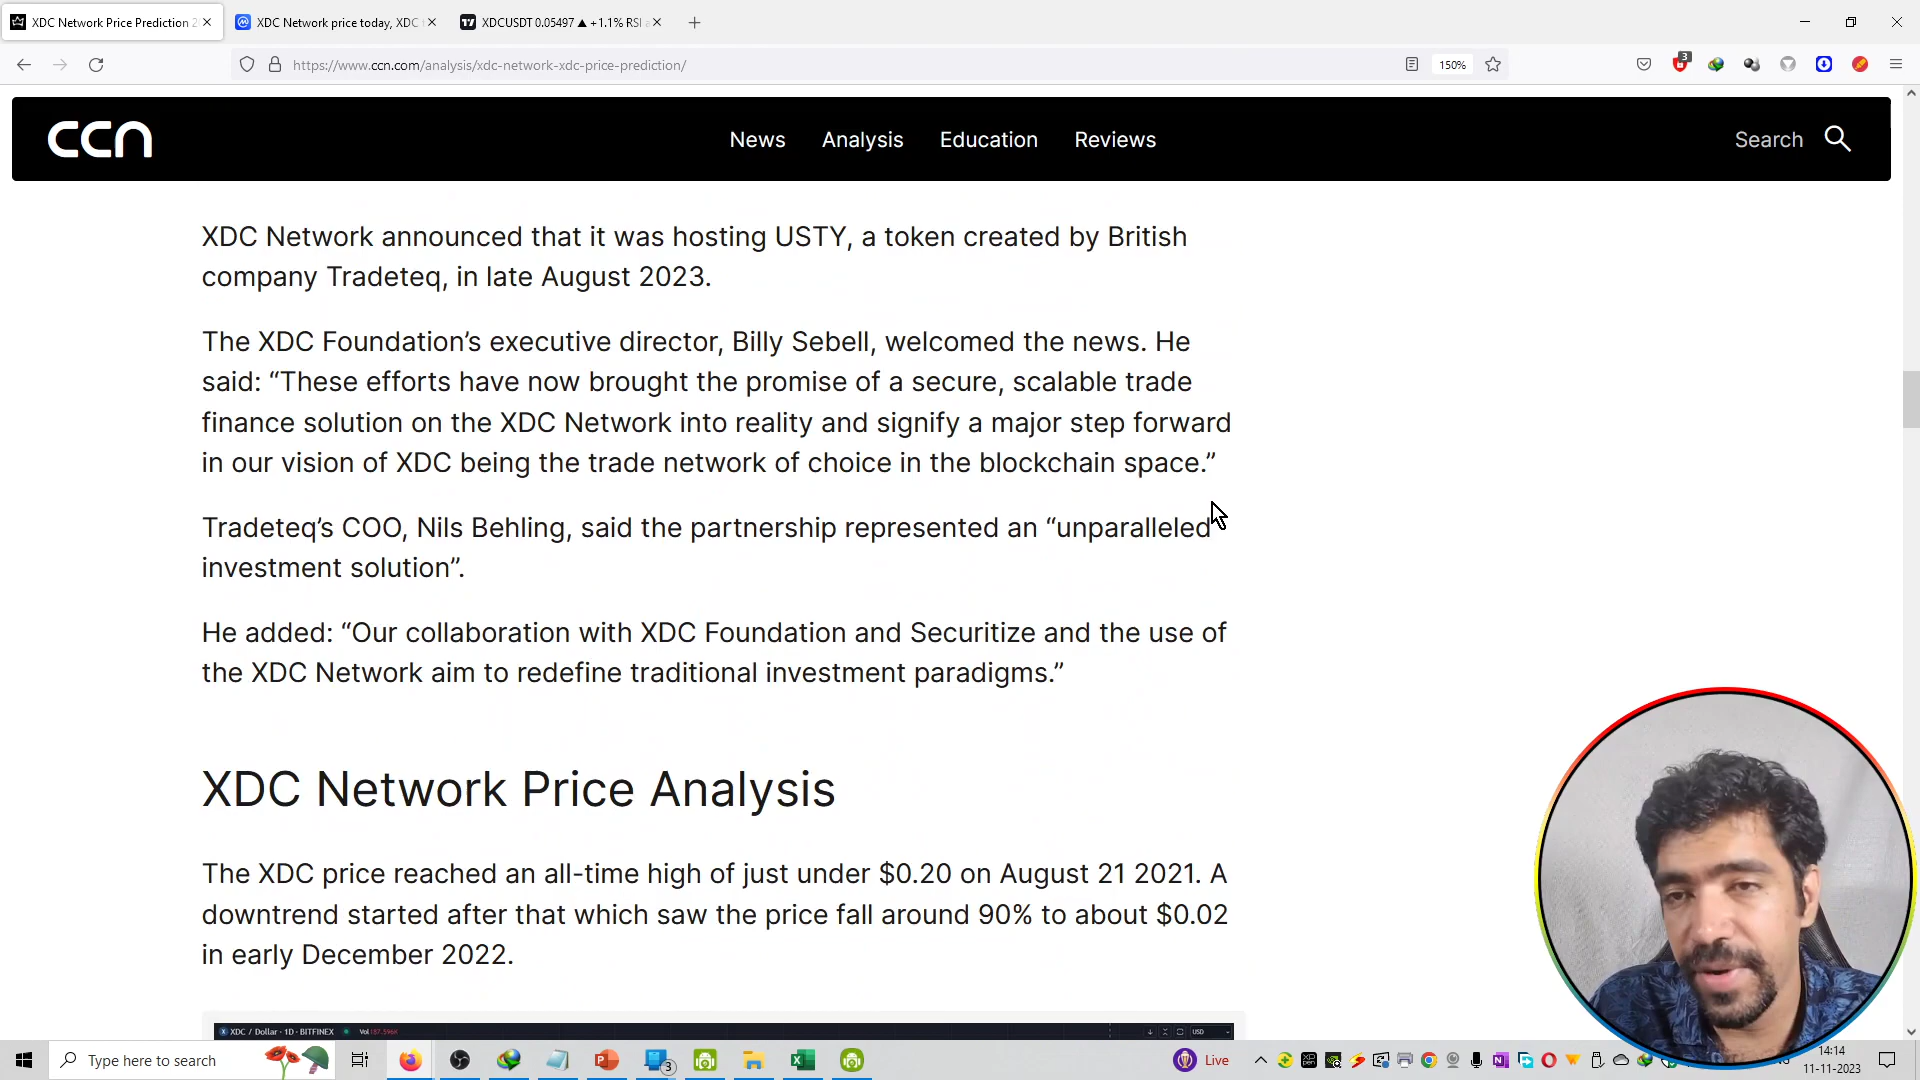 XDC Network Price Prediction 2
XDC Network price today, XDC t
XDCUSDT 0.05497 ▲ +1.1% RSI a
https://www.ccn.com/analysis/xdc-network-xdc-price-prediction/
150%
3
ccn
News Analysis Education Reviews
Search
XDC Network announced that it was hosting USTY, a token created by British
company Tradeteq, in late August 2023.
The XDC Foundation’s executive director, Billy Sebell, welcomed the news. He
said: “These efforts have now brought the promise of a secure, scalable trade
finance solution on the XDC Network into reality and signify a major step forward
in our vision of XDC being the trade network of choice in the blockchain space.”
Tradeteq’s COO, Nils Behling, said the partnership represented an “unparalleled
investment solution”.
He added: “Our collaboration with XDC Foundation and Securitize and the use of
the XDC Network aim to redefine traditional investment paradigms.”
XDC Network Price Analysis
The XDC price reached an all-time high of just under $0.20 on August 21 2021. A
downtrend started after that which saw the price fall around 90% to about $0.02
in early December 2022.
XDC / Dollar · 1D · BITFINEX Vol 187.596K USD
Type here to search
3
Live
14:14
11-11-2023